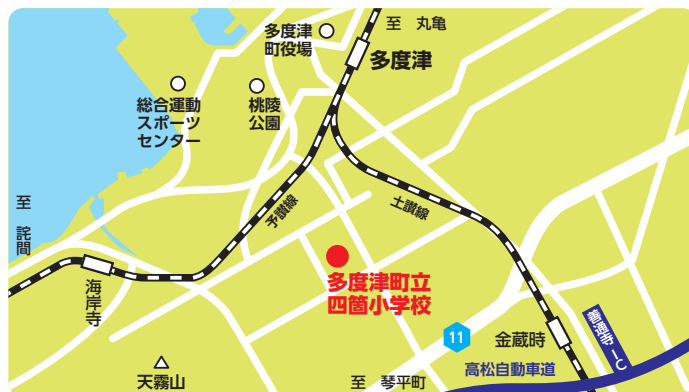 多度津
町役場
至 丸亀
多度津
総合運動
スポーツ
センター
桃陵
公園
至 詫間
予讃線
土讃線
海岸寺
多度津町立
四箇小学校
11
金蔵時
善通寺IC
高松自動車道
天霧山
至 琴平町